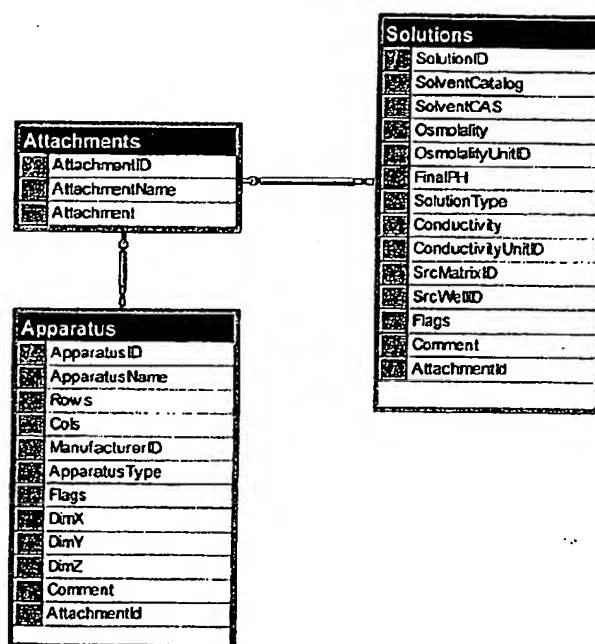 Attachments
AttachmentID
AttachmentName
Attachment
Apparatus
ApparatusID
ApparatusName
Rows
Cols
ManufacturerID
ApparatusType
Flags
DimX
DimY
DimZ
Comment
AttachmentId
Solutions
SolutionID
SolventCatalog
SolventCAS
Osmolality
OsmolalityUnitID
FinalPH
SolutionType
Conductivity
ConductivityUnitID
SrcMatrixID
SrcWellID
Flags
Comment
AttachmentId